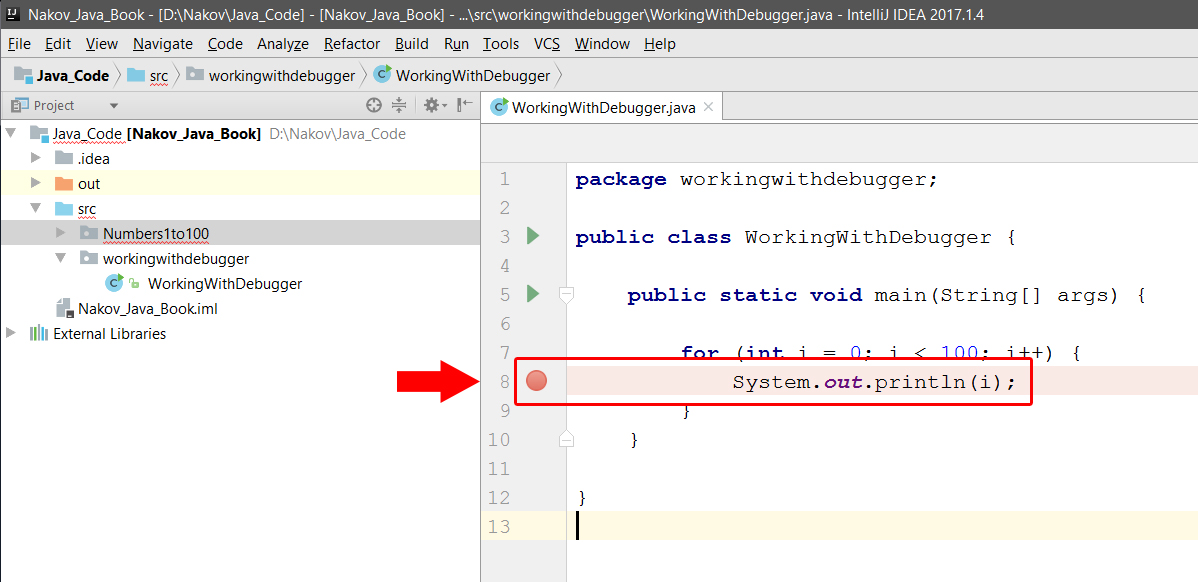 Nakov_Java_Book - [D:\Nakov\Java_Code] - [Nakov_Java_Book] - ...\src\workingwithdebugger\WorkingWithDebugger.java - IntelliJ IDEA 2017.1.4
File Edit View Navigate Code Analyze Refactor Build Run Tools VCS Window Help
Java_Code src workingwithdebugger WorkingWithDebugger
Project
Java_Code [Nakov_Java_Book] D:\Nakov\Java_Code
.idea
out
src
Numbers1to100
workingwithdebugger
WorkingWithDebugger
Nakov_Java_Book.iml
External Libraries
WorkingWithDebugger.java
1 package workingwithdebugger;
2
3 public class WorkingWithDebugger {
4
5 public static void main(String[] args) {
6
7 for (int i = 0; i < 100; i++) {
8 System.out.println(i);
9 }
10 }
11
12 }
13